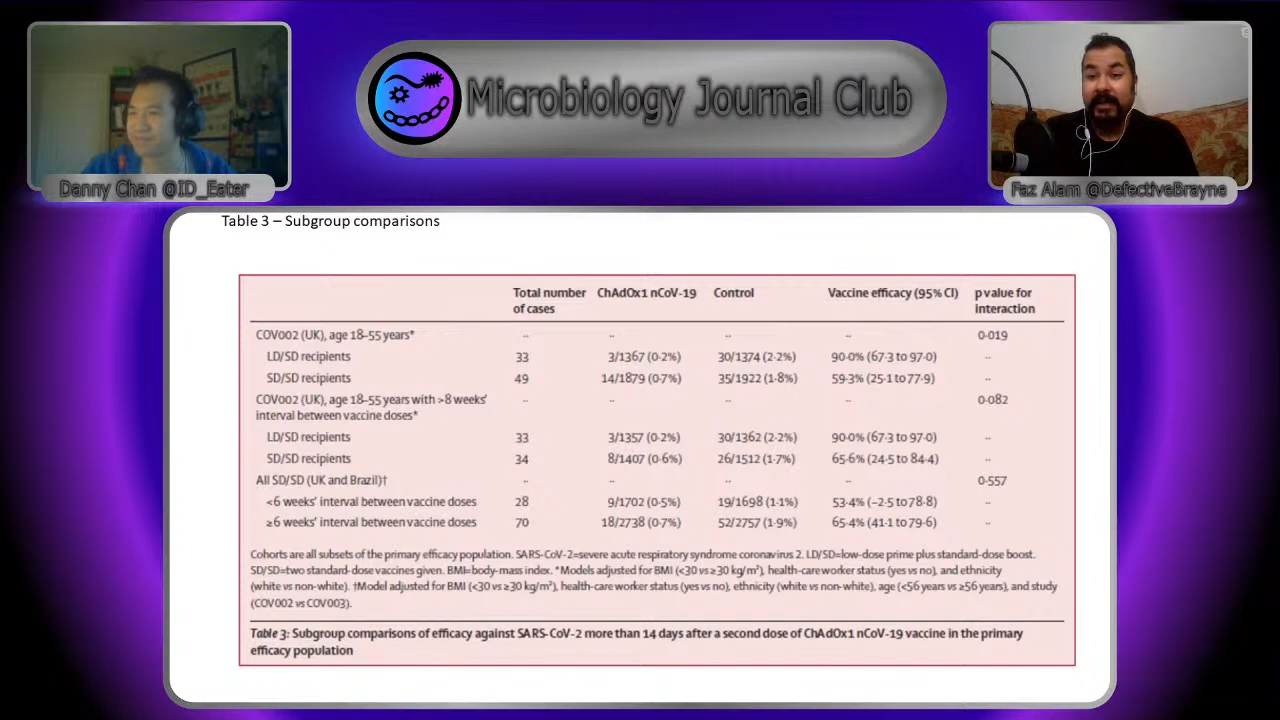 Microbiology Journal Club
Danny Chan @ID_Eater
Faz Alam @DefectiveBrayne
Table 3 – Subgroup comparisons
Total number of cases ChAdOx1 nCoV-19 Control Vaccine efficacy (95% CI) p value for interaction
COV002 (UK), age 18–55 years* ·· ·· ·· ·· 0·019
LD/SD recipients 33 3/1367 (0·2%) 30/1374 (2·2%) 90·0% (67·3 to 97·0) ··
SD/SD recipients 49 14/1879 (0·7%) 35/1922 (1·8%) 59·3% (25·1 to 77·9) ··
COV002 (UK), age 18–55 years with >8 weeks' ·· ·· ·· ·· 0·082
interval between vaccine doses*
LD/SD recipients 33 3/1357 (0·2%) 30/1362 (2·2%) 90·0% (67·3 to 97·0) ··
SD/SD recipients 34 8/1407 (0·6%) 26/1512 (1·7%) 65·6% (24·5 to 84·4) ··
All SD/SD (UK and Brazil)† ·· ·· ·· ·· 0·557
<6 weeks' interval between vaccine doses 28 9/1702 (0·5%) 19/1698 (1·1%) 53·4% (–2·5 to 78·8) ··
≥6 weeks' interval between vaccine doses 70 18/2738 (0·7%) 52/2757 (1·9%) 65·4% (41·1 to 79·6) ··
Cohorts are all subsets of the primary efficacy population. SARS-CoV-2=severe acute respiratory syndrome coronavirus 2. LD/SD=low-dose prime plus standard-dose boost.
SD/SD=two standard-dose vaccines given. BMI=body-mass index. *Models adjusted for BMI (<30 vs ≥30 kg/m²), health-care worker status (yes vs no), and ethnicity
(white vs non-white). †Model adjusted for BMI (<30 vs ≥30 kg/m²), health-care worker status (yes vs no), ethnicity (white vs non-white), age (<56 years vs ≥56 years), and study
(COV002 vs COV003).
Table 3: Subgroup comparisons of efficacy against SARS-CoV-2 more than 14 days after a second dose of ChAdOx1 nCoV-19 vaccine in the primary
efficacy population